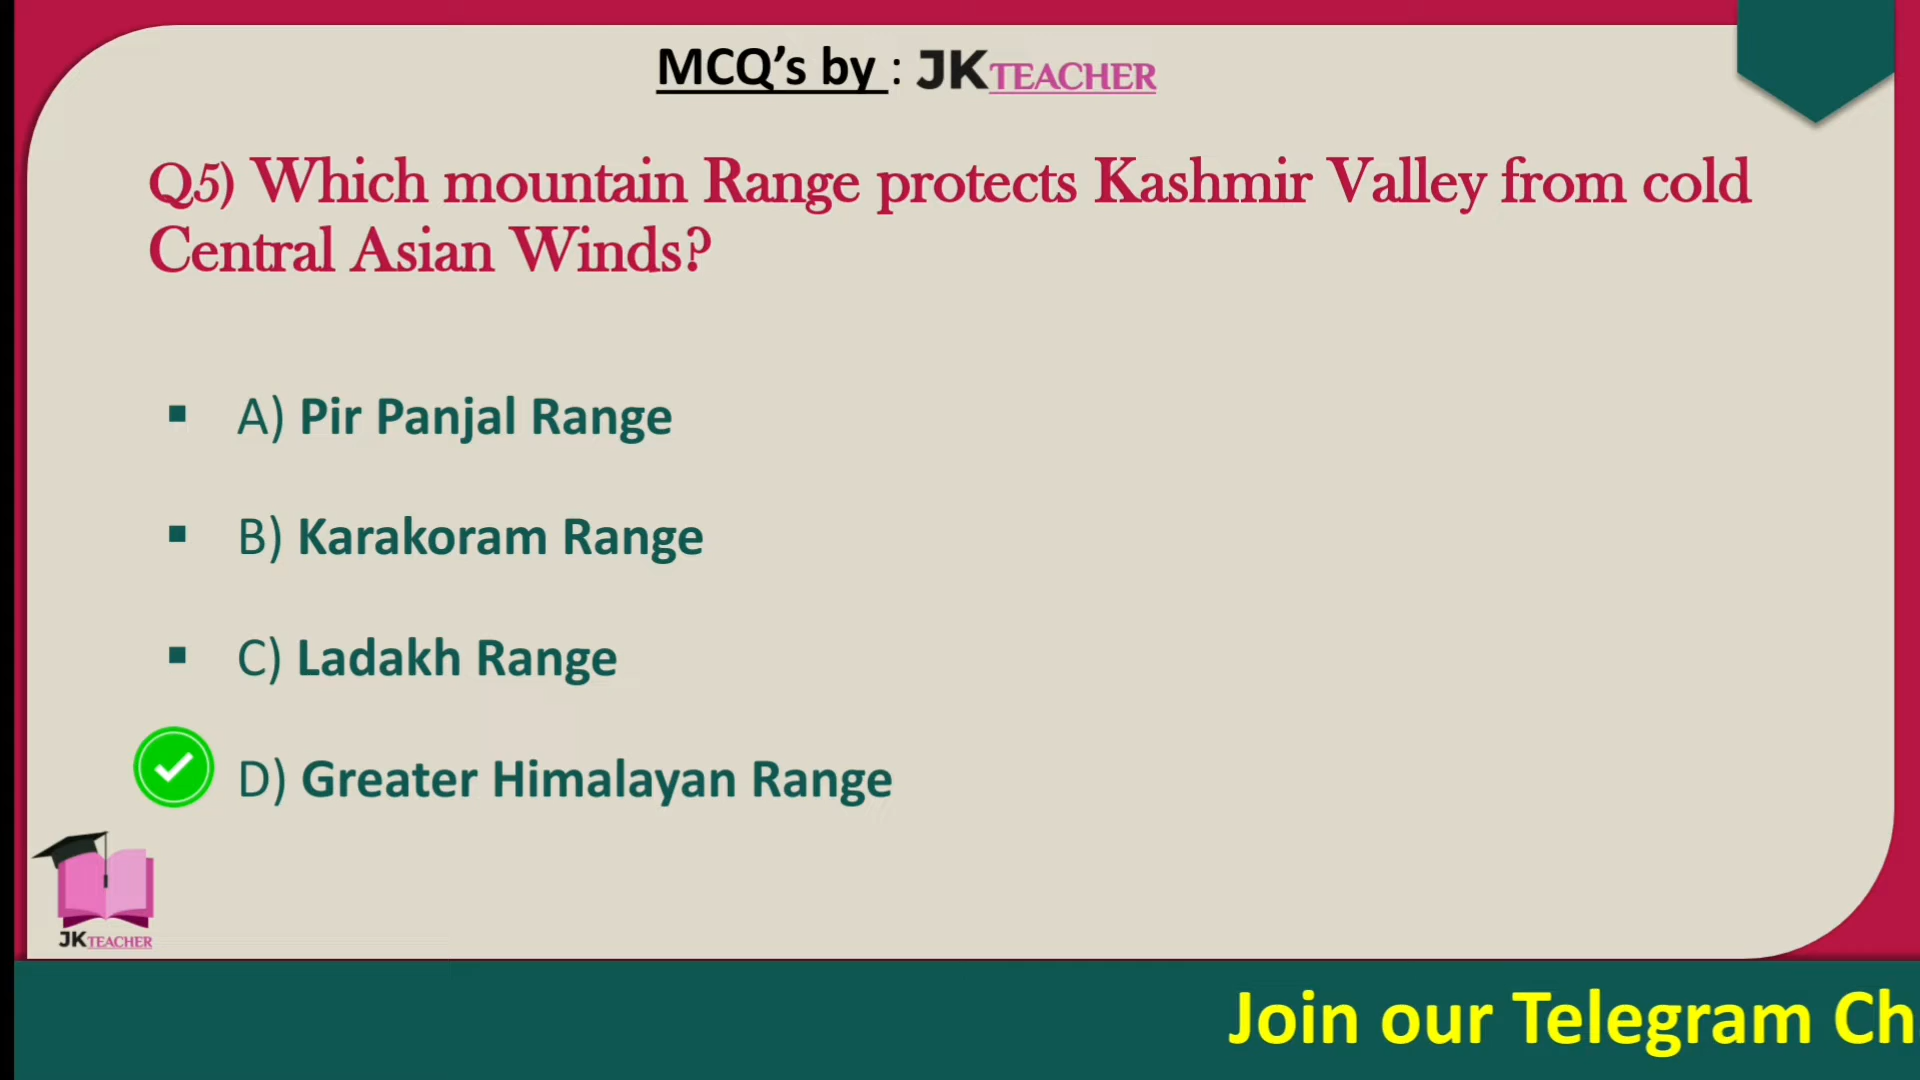 MCQ’s by : JKTEACHER
Q5) Which mountain Range protects Kashmir Valley from cold
Central Asian Winds?
▪ A) Pir Panjal Range
▪ B) Karakoram Range
▪ C) Ladakh Range
D) Greater Himalayan Range
JKTEACHER
Join our Telegram Ch